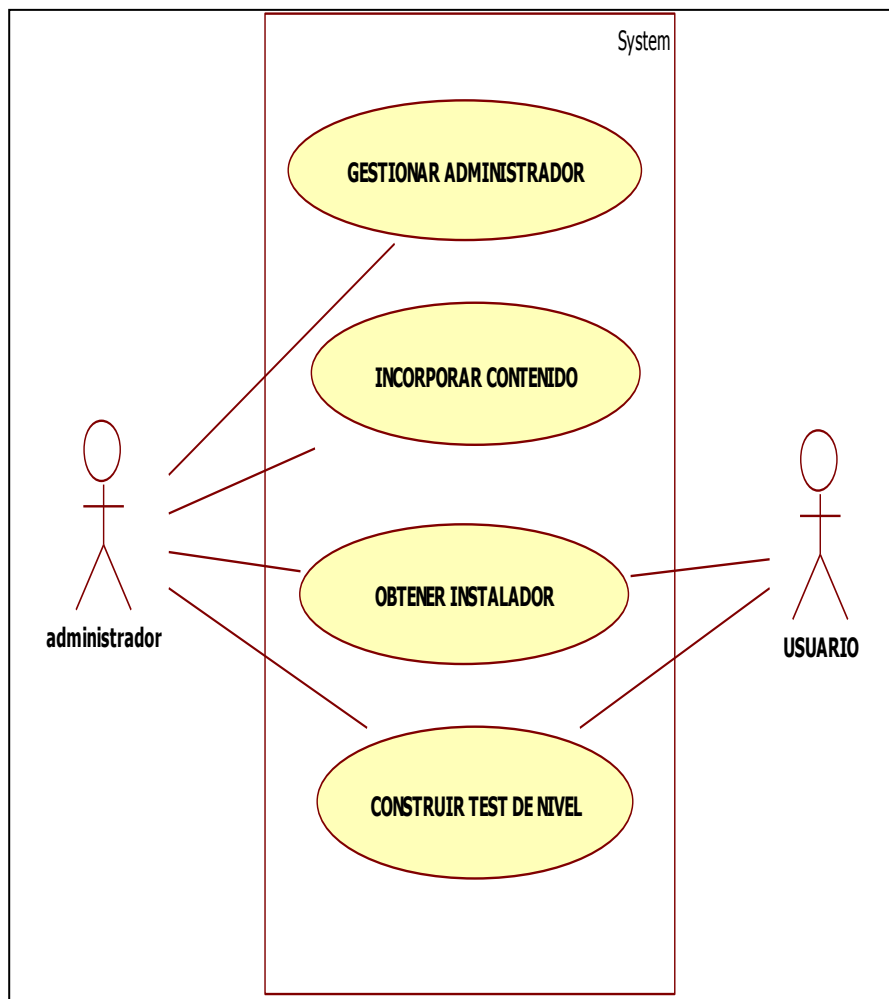 System
GESTIONAR ADMINISTRADOR
INCORPORAR CONTENIDO
OBTENER INSTALADOR
administrador
USUARIO
CONSTRUIR TEST DE NIVEL